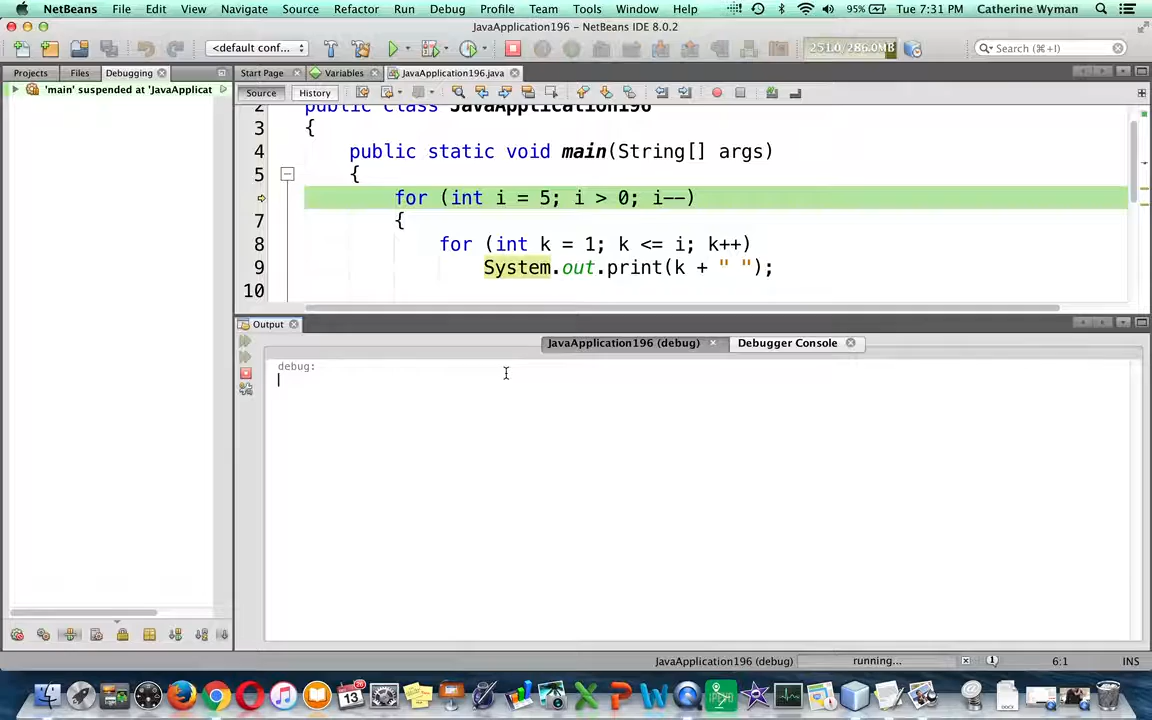 NetBeans File Edit View Navigate Source Refactor Run Debug Profile Team Tools Window Help 95% Tue 7:31 PM Catherine Wyman
JavaApplication196 – NetBeans IDE 8.0.2
<default conf... 251.0/286.0MB Search (⌘+I)
Projects Files Debugging Start Page Variables JavaApplication196.java
'main' suspended at 'JavaApplicat
Source History
2 public class JavaApplication196
3 {
4 public static void main(String[] args)
5 {
for (int i = 5; i > 0; i--)
7 {
8 for (int k = 1; k <= i; k++)
9 System.out.print(k + " ");
10
Output
JavaApplication196 (debug) Debugger Console
debug:
JavaApplication196 (debug) running... 6:1 INS